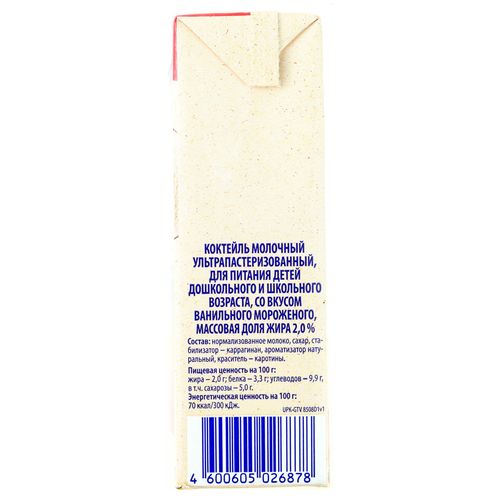 КОКТЕЙЛЬ МОЛОЧНЫЙ
УЛЬТРАПАСТЕРИЗОВАННЫЙ,
ДЛЯ ПИТАНИЯ ДЕТЕЙ
ДОШКОЛЬНОГО И ШКОЛЬНОГО
ВОЗРАСТА, СО ВКУСОМ
ВАНИЛЬНОГО МОРОЖЕНОГО,
МАССОВАЯ ДОЛЯ ЖИРА 2,0 %
Состав: нормализованное молоко, сахар, ста-
билизатор – каррагинан, ароматизатор нату-
ральный, краситель – каротины.
Пищевая ценность на 100 г:
жира – 2,0 г; белка – 3,3 г; углеводов – 9,9 г,
в т.ч. сахарозы – 5,0 г.
Энергетическая ценность на 100 г:
70 ккал/300 кДж.
UPK-GTV 8508D1v1
4 600605 026878